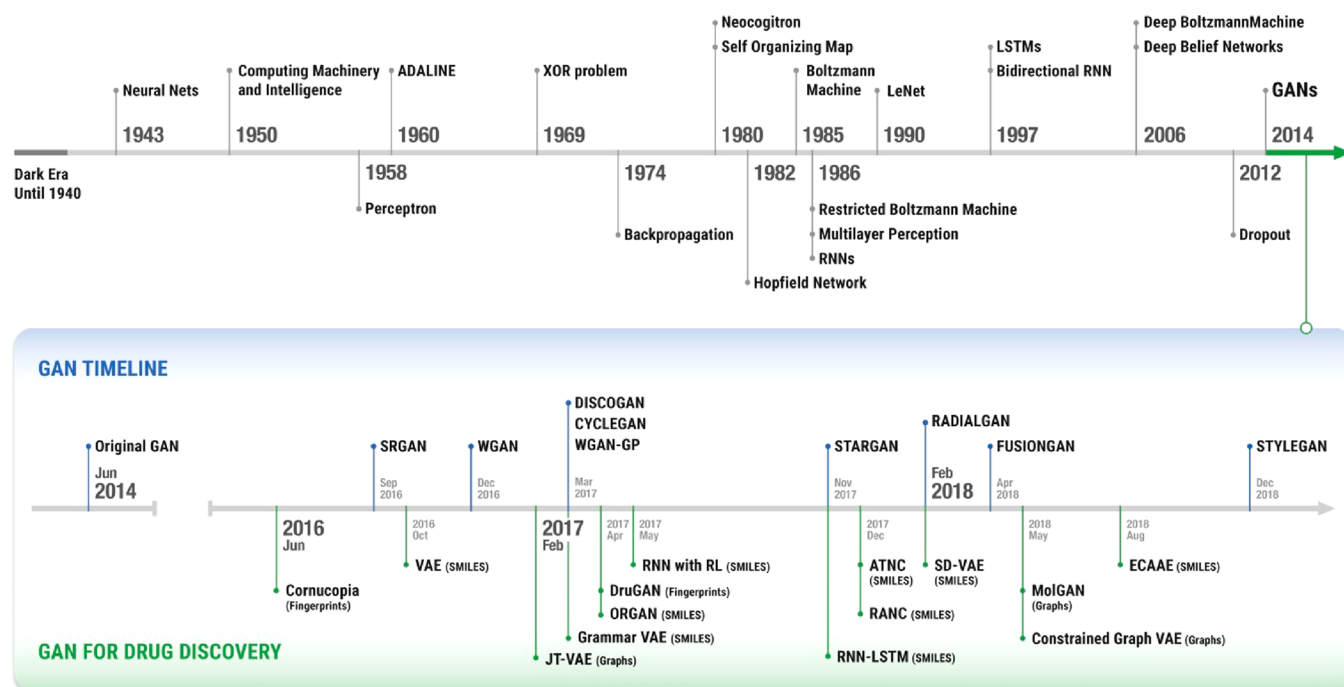 Neocogitron
Self Organizing Map
Deep BoltzmannMachine
Deep Belief Networks
LSTMs
Bidirectional RNN
Computing Machinery
and Intelligence
ADALINE
XOR problem
Boltzmann
Machine
Neural Nets
LeNet
GANs
1943
1950
1960
1969
1980
1985
1990
1997
2006
2014
Dark Era
Until 1940
1958
1974
1982
1986
2012
Perceptron
Restricted Boltzmann Machine
Backpropagation
Multilayer Perception
Dropout
RNNs
Hopfield Network
GAN TIMELINE
DISCOGAN
CYCLEGAN
WGAN-GP
RADIALGAN
Original GAN
SRGAN
WGAN
STARGAN
FUSIONGAN
STYLEGAN
Jun
2014
Sep
2016
Dec
2016
Mar
2017
Nov
2017
Feb
2018
Apr
2018
Dec
2018
2016
Jun
2016
Oct
2017
Feb
2017
Apr
2017
May
2017
Dec
2018
May
2018
Aug
VAE (SMILES)
RNN with RL (SMILES)
ATNC
(SMILES)
SD-VAE
(SMILES)
ECAAE (SMILES)
Cornucopia
(Fingerprints)
DruGAN (Fingerprints)
MolGAN
(Graphs)
ORGAN (SMILES)
RANC (SMILES)
Grammar VAE (SMILES)
Constrained Graph VAE (Graphs)
GAN FOR DRUG DISCOVERY
JT-VAE (Graphs)
RNN-LSTM (SMILES)